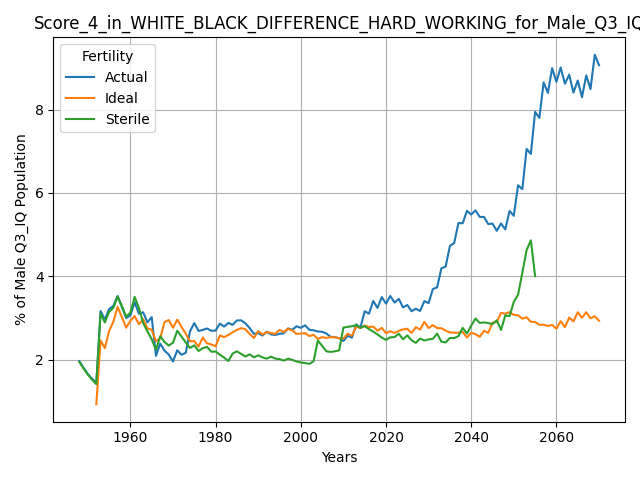 Score_4_in_WHITE_BLACK_DIFFERENCE_HARD_WORKING_for_Male_Q3_IQ
Fertility
Actual
Ideal
Sterile
% of Male Q3_IQ Population
8
6
4
2
1960 1980 2000 2020 2040 2060
Years